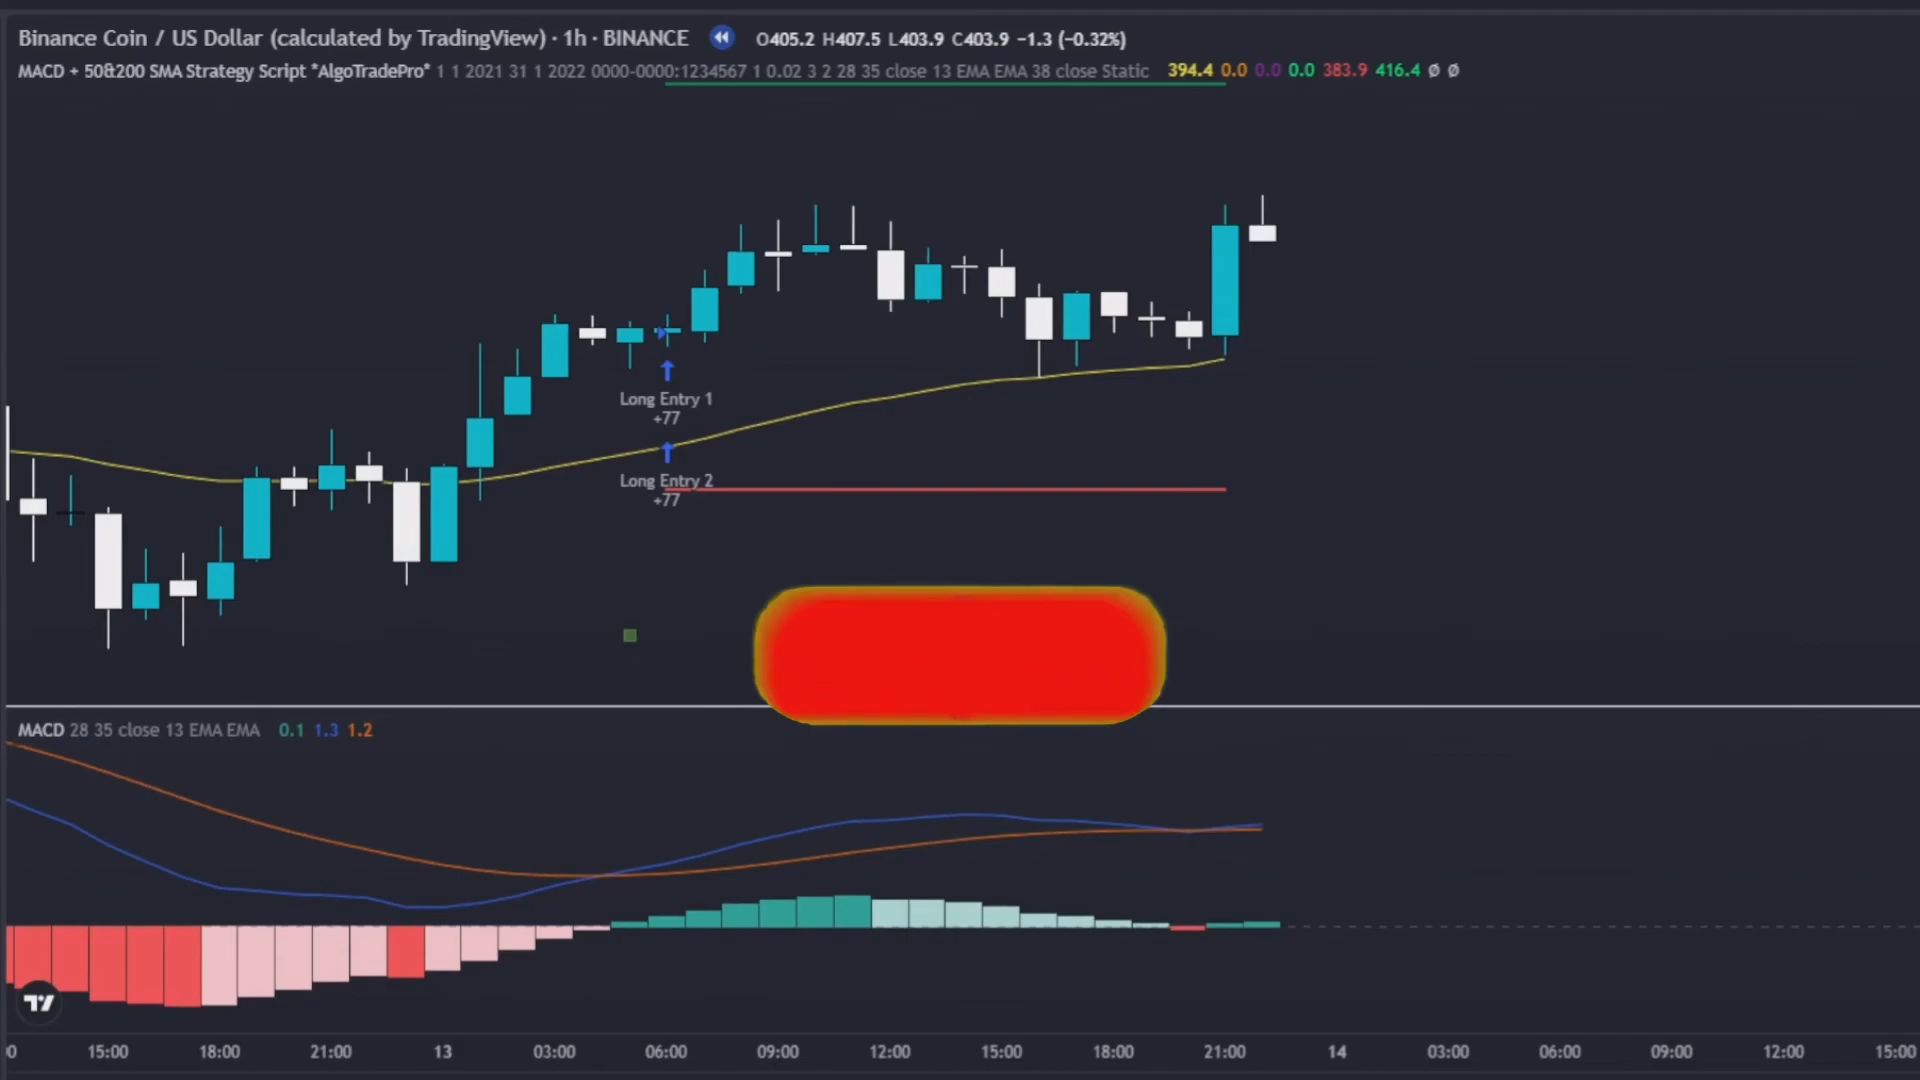 Binance Coin / US Dollar (calculated by TradingView) · 1h · BINANCE O405.2 H407.5 L403.9 C403.9 −1.3 (−0.32%)
MACD + 50&200 SMA Strategy Script *AlgoTradePro* 1 1 2021 31 1 2022 0000-0000:1234567 1 0.02 3 2 28 35 close 13 EMA EMA 38 close Static 394.4 0.0 0.0 0.0 383.9 416.4 Ø Ø
Long Entry 1
+77
Long Entry 2
+77
MACD 28 35 close 13 EMA EMA 0.1 1.3 1.2
0 15:00 18:00 21:00 13 03:00 06:00 09:00 12:00 15:00 18:00 21:00 14 03:00 06:00 09:00 12:00 15:00